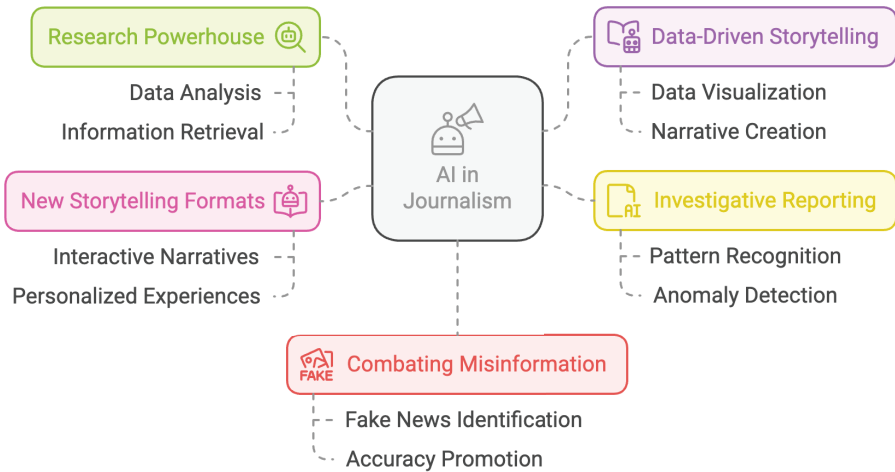 Research Powerhouse
Data Analysis
Information Retrieval
New Storytelling Formats
Interactive Narratives
Personalized Experiences
AI in
Journalism
Data-Driven Storytelling
Data Visualization
Narrative Creation
AI
Investigative Reporting
Pattern Recognition
Anomaly Detection
FAKE
Combating Misinformation
Fake News Identification
Accuracy Promotion